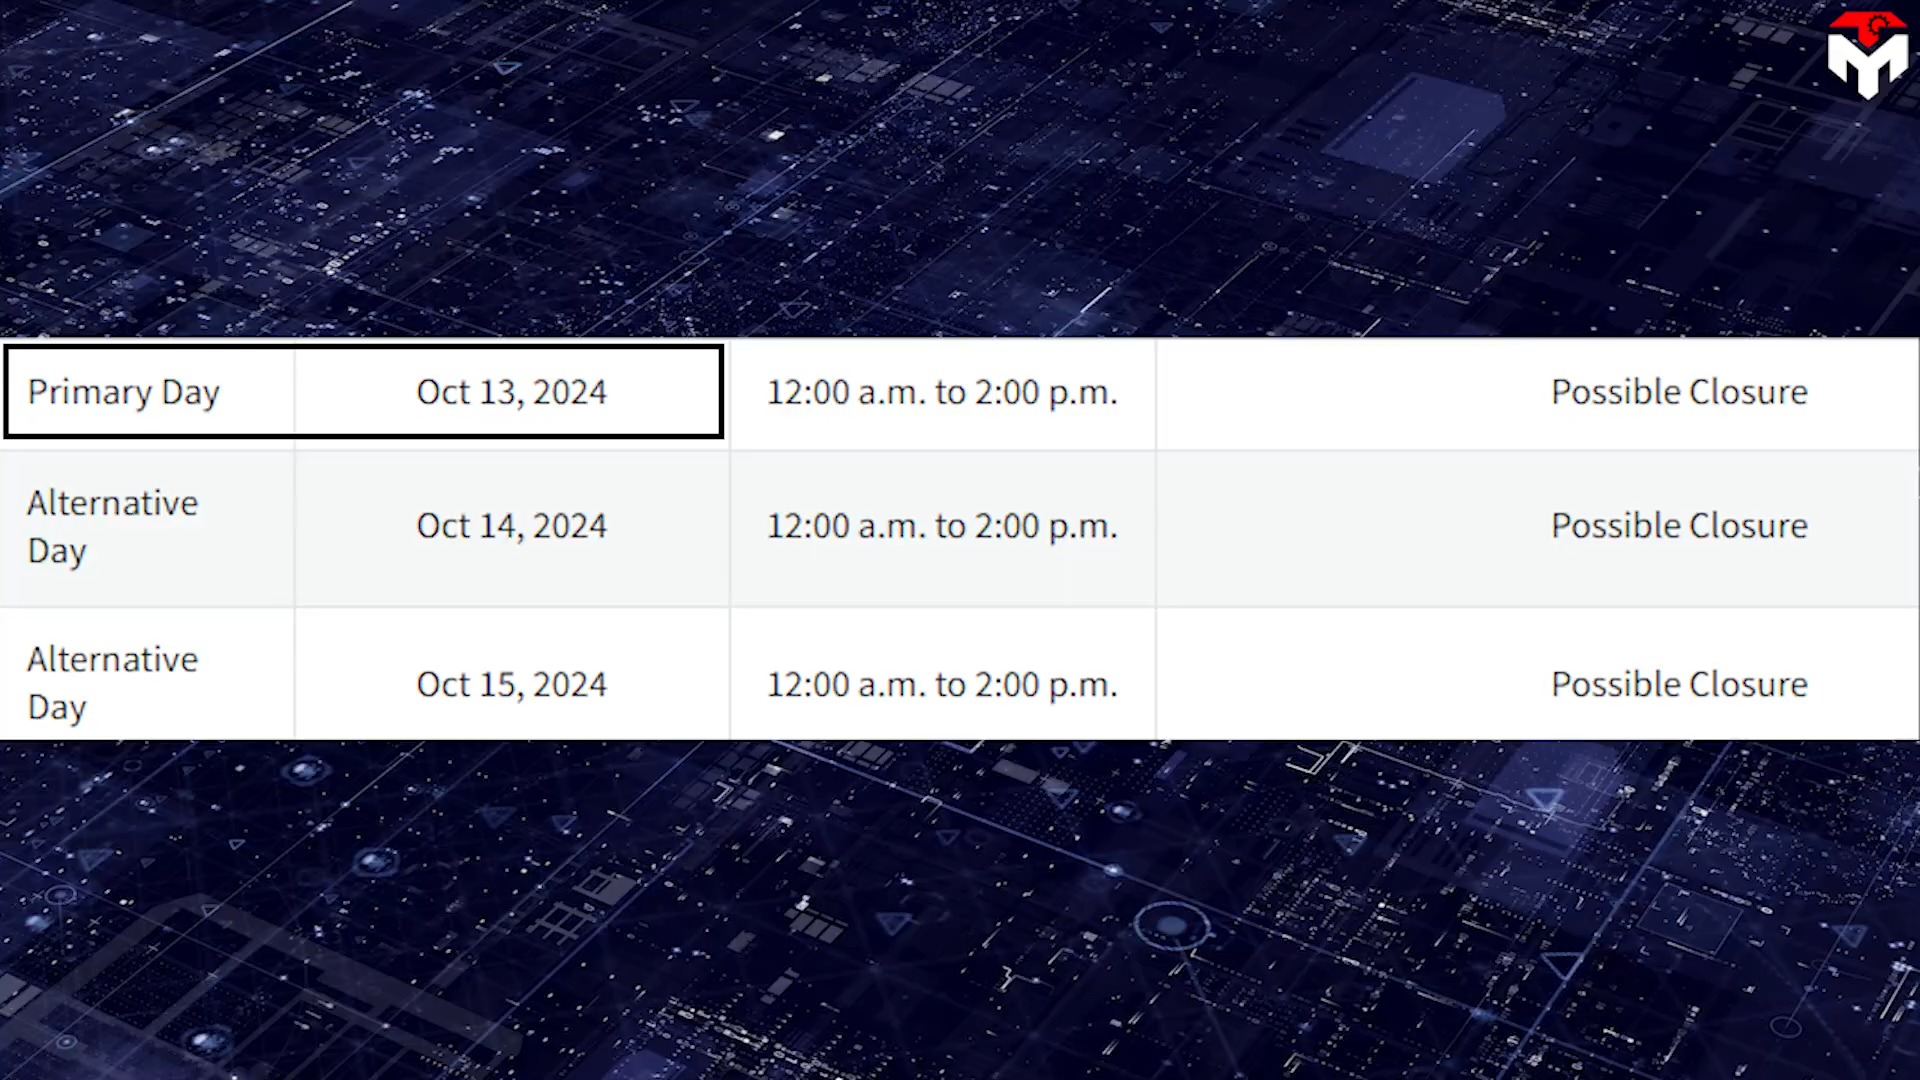 Primary Day Oct 13, 2024 12:00 a.m. to 2:00 p.m. Possible Closure
Alternative
Day Oct 14, 2024 12:00 a.m. to 2:00 p.m. Possible Closure
Alternative
Day Oct 15, 2024 12:00 a.m. to 2:00 p.m. Possible Closure